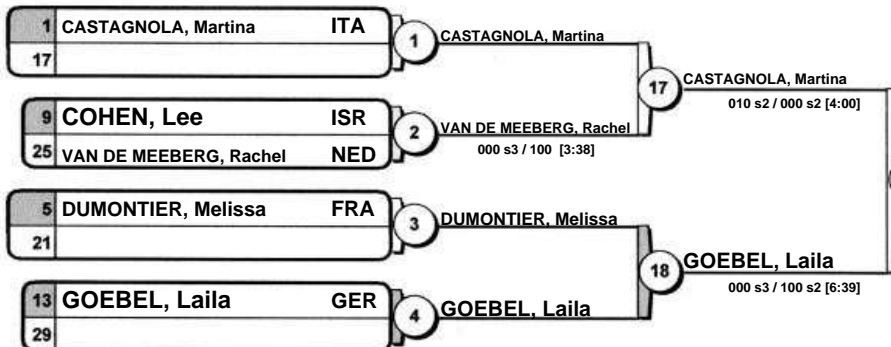 1 CASTAGNOLA, Martina ITA
17
1 CASTAGNOLA, Martina
9 COHEN, Lee ISR
25 VAN DE MEEBERG, Rachel NED
2 VAN DE MEEBERG, Rachel
000 s3 / 100 [3:38]
17 CASTAGNOLA, Martina
010 s2 / 000 s2 [4:00]
5 DUMONTIER, Melissa FRA
21
3 DUMONTIER, Melissa
13 GOEBEL, Laila GER
29
4 GOEBEL, Laila
18 GOEBEL, Laila
000 s3 / 100 s2 [6:39]